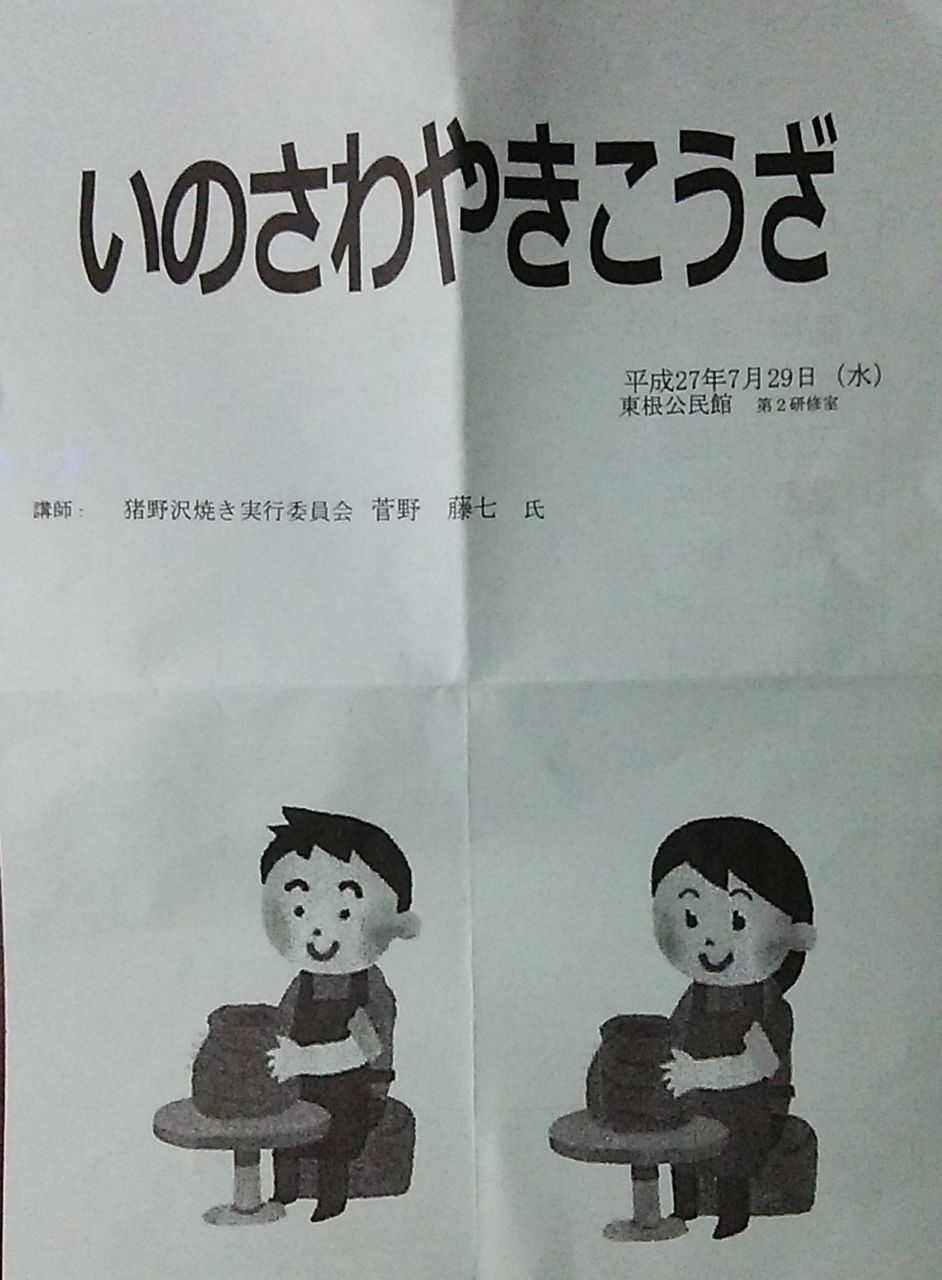 いのさわやきこうざ
平成27年7月29日（水）
東根公民館　第２研修室
講師：　猪野沢焼き実行委員会　菅野　藤七　氏